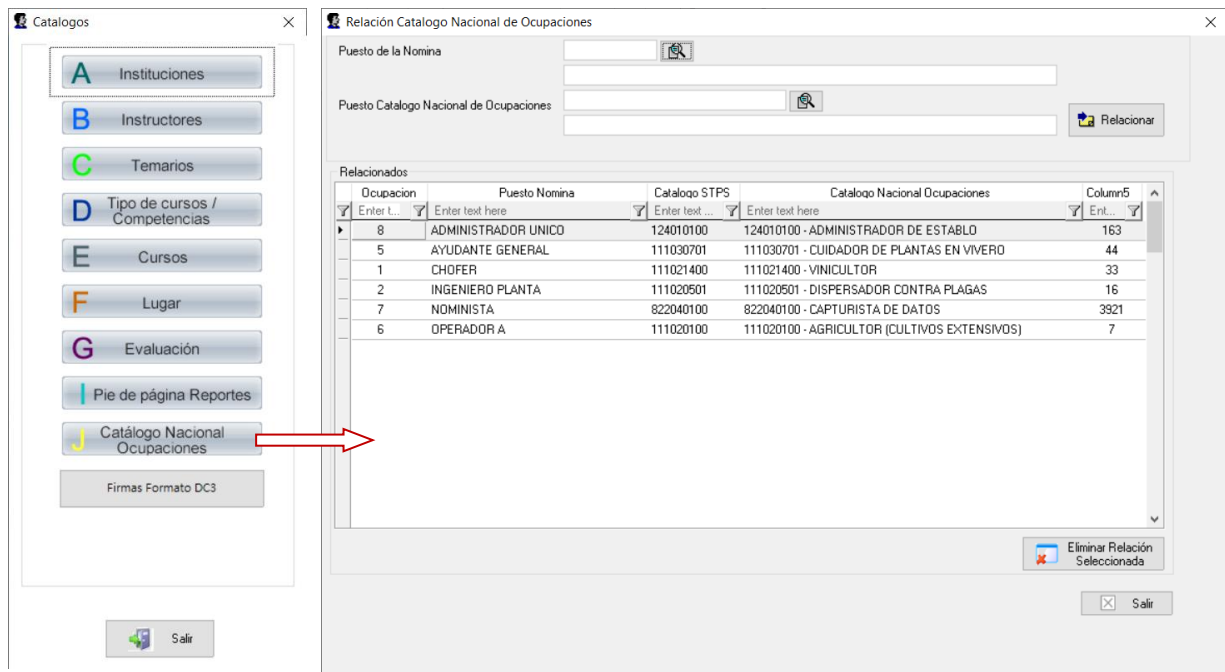 Catalogos
A Instituciones
B Instructores
C Temarios
D Tipo de cursos /
Competencias
E Cursos
F Lugar
G Evaluación
I Pie de página Reportes
J Catálogo Nacional
Ocupaciones
Firmas Formato DC3
Salir
Relación Catalogo Nacional de Ocupaciones
Puesto de la Nomina
Puesto Catalogo Nacional de Ocupaciones
Relacionar
Relacionados
Ocupacion Puesto Nomina Catalogo STPS Catalogo Nacional Ocupaciones Column5
Enter t... Enter text here Enter text ... Enter text here Ent...
8 ADMINISTRADOR UNICO 124010100 124010100 - ADMINISTRADOR DE ESTABLO 163
5 AYUDANTE GENERAL 111030701 111030701 - CUIDADOR DE PLANTAS EN VIVERO 44
1 CHOFER 111021400 111021400 - VINICULTOR 33
2 INGENIERO PLANTA 111020501 111020501 - DISPERSADOR CONTRA PLAGAS 16
7 NOMINISTA 822040100 822040100 - CAPTURISTA DE DATOS 3921
6 OPERADOR A 111020100 111020100 - AGRICULTOR (CULTIVOS EXTENSIVOS) 7
Eliminar Relación
Seleccionada
Salir